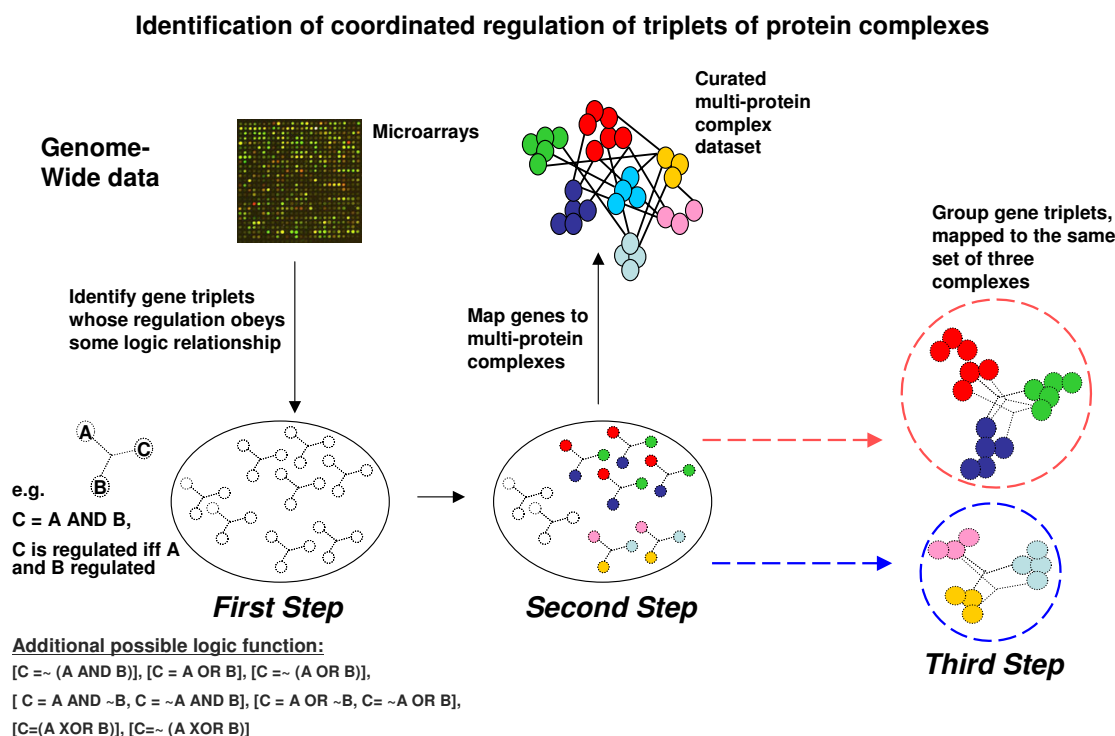 Identification of coordinated regulation of triplets of protein complexes
Genome-
Wide data
Microarrays
Curated
multi-protein
complex
dataset
Identify gene triplets
whose regulation obeys
some logic relationship
Map genes to
multi-protein
complexes
Group gene triplets,
mapped to the same
set of three
complexes
A
C
B
e.g.
C = A AND B,
C is regulated iff A
and B regulated
First Step
Second Step
Third Step
Additional possible logic function:
[C =~ (A AND B)], [C = A OR B], [C =~ (A OR B)],
[ C = A AND ~B, C = ~A AND B], [C = A OR ~B, C= ~A OR B],
[C=(A XOR B)], [C=~ (A XOR B)]